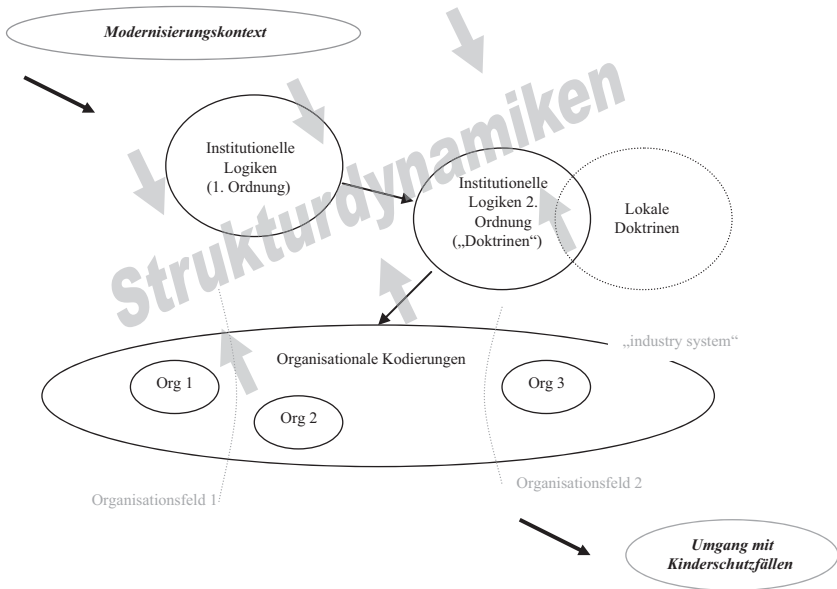 Modernisierungskontext
Strukturdynamiken
Institutionelle
Logiken
(1. Ordnung)
Institutionelle
Logiken 2.
Ordnung
(„Doktrinen“)
Lokale
Doktrinen
„industry system“
Organisationale Kodierungen
Org 1
Org 2
Org 3
Organisationsfeld 1
Organisationsfeld 2
Umgang mit
Kinderschutzfällen